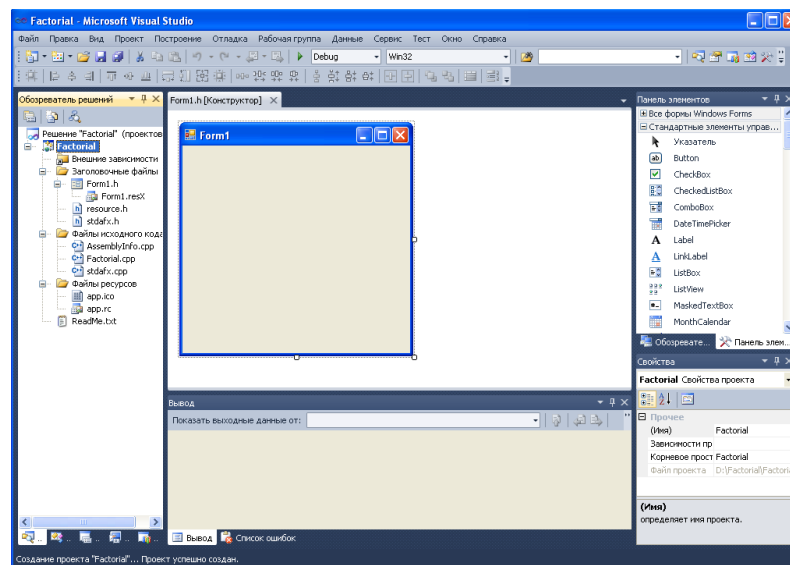 Factorial - Microsoft Visual Studio
Файл Правка Вид Проект Построение Отладка Рабочая группа Данные Сервис Тест Окно Справка
Debug Win32
Обозреватель решений
Решение "Factorial" (проектов
Factorial
Внешние зависимости
Заголовочные файлы
Form1.h
Form1.resX
resource.h
stdafx.h
Файлы исходного кода
AssemblyInfo.cpp
Factorial.cpp
stdafx.cpp
Файлы ресурсов
app.ico
app.rc
ReadMe.txt
Form1.h [Конструктор]
Form1
Вывод
Показать выходные данные от:
Вывод Список ошибок
Панель элементов
Все формы Windows Forms
Стандартные элементы управ...
Указатель
Button
CheckBox
CheckedListBox
ComboBox
DateTimePicker
Label
LinkLabel
ListBox
ListView
MaskedTextBox
MonthCalendar
Обозревате... Панель элем...
Свойства
Factorial Свойства проекта
Прочее
(Имя) Factorial
Зависимости пр
Корневое прост Factorial
Файл проекта D:\Factorial\Factori
(Имя)
определяет имя проекта.
Создание проекта "Factorial"... Проект успешно создан.